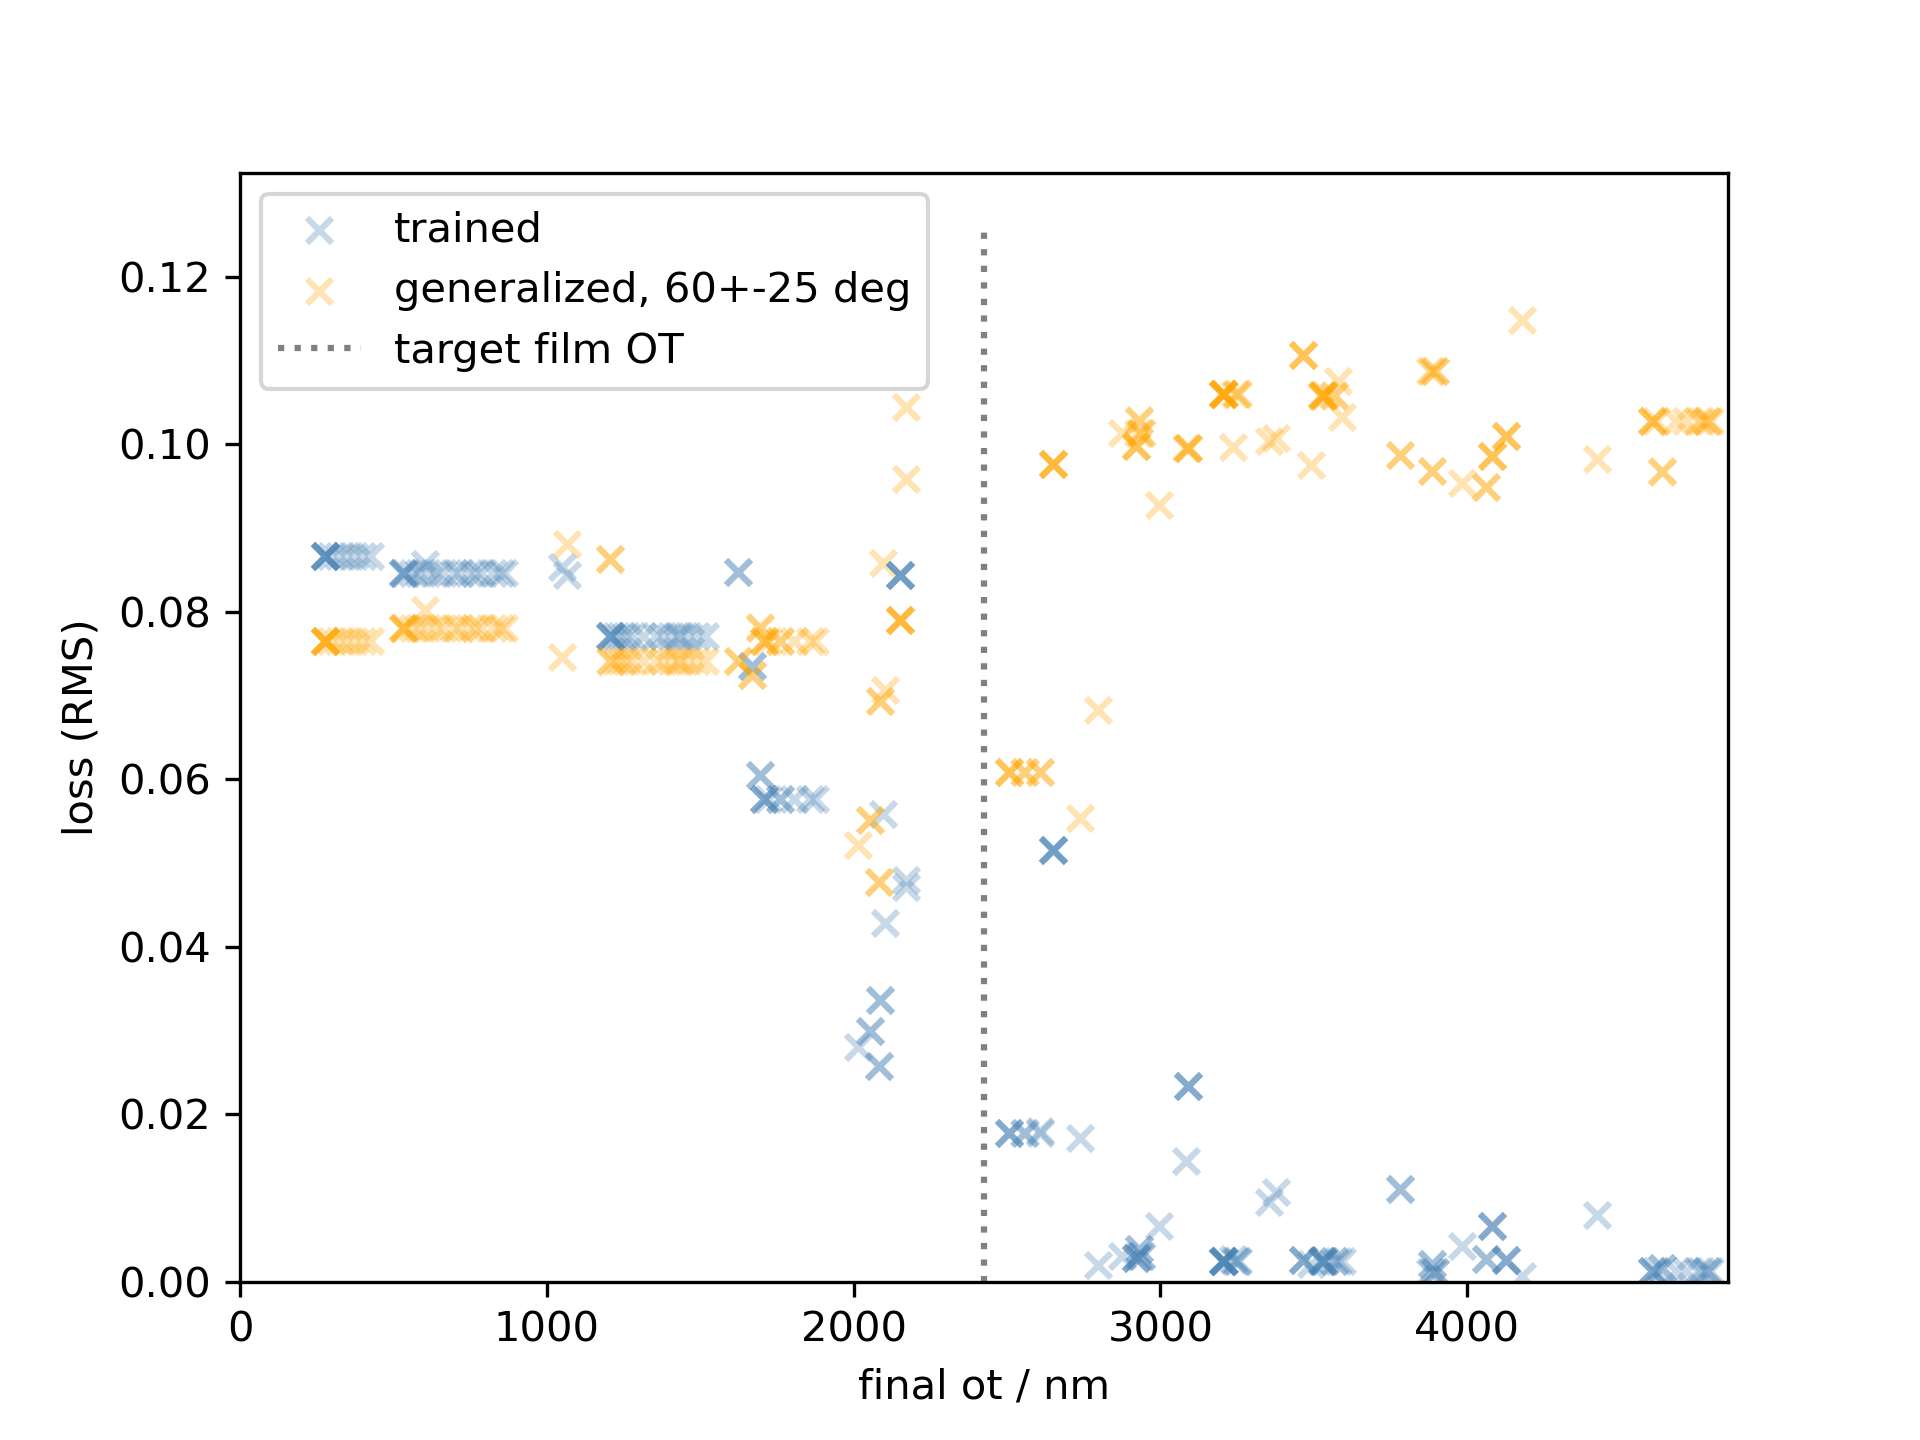 trained
generalized, 60+-25 deg
target film OT
0.12
0.10
0.08
0.06
0.04
0.02
0.00
loss (RMS)
0 1000 2000 3000 4000
final ot / nm